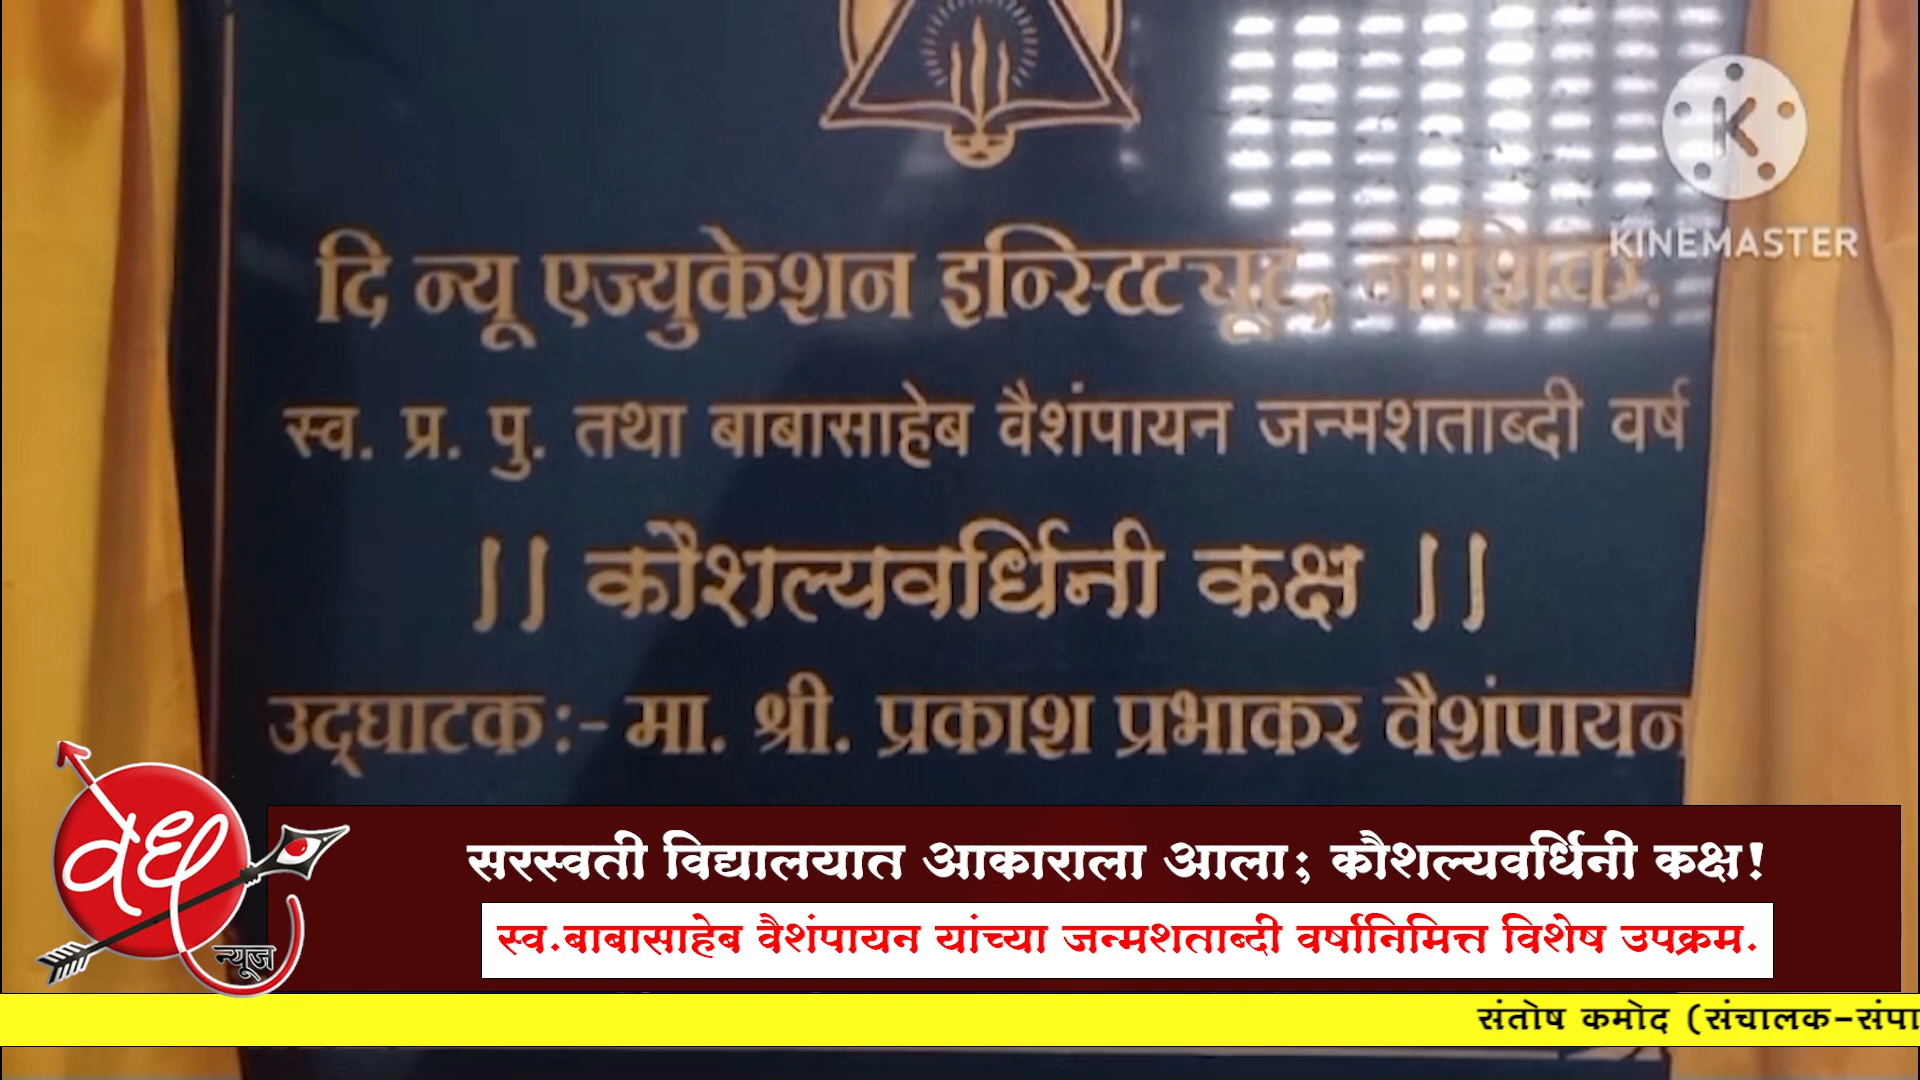 K
KINEMASTER
दि न्यू एज्युकेशन इन्स्टिट्यूट, नाशिक.
स्व. प्र. पु. तथा बाबासाहेब वैशंपायन जन्मशताब्दी वर्ष
|| कौशल्यवर्धिनी कक्ष ||
उद्‌घाटक:- मा. श्री. प्रकाश प्रभाकर वैशंपायन
सरस्वती विद्यालयात आकाराला आला; कौशल्यवर्धिनी कक्ष!
स्व.बाबासाहेब वैशंपायन यांच्या जन्मशताब्दी वर्षानिमित्त विशेष उपक्रम.
न्यूज
संतोष कमोद (संचालक-संपा